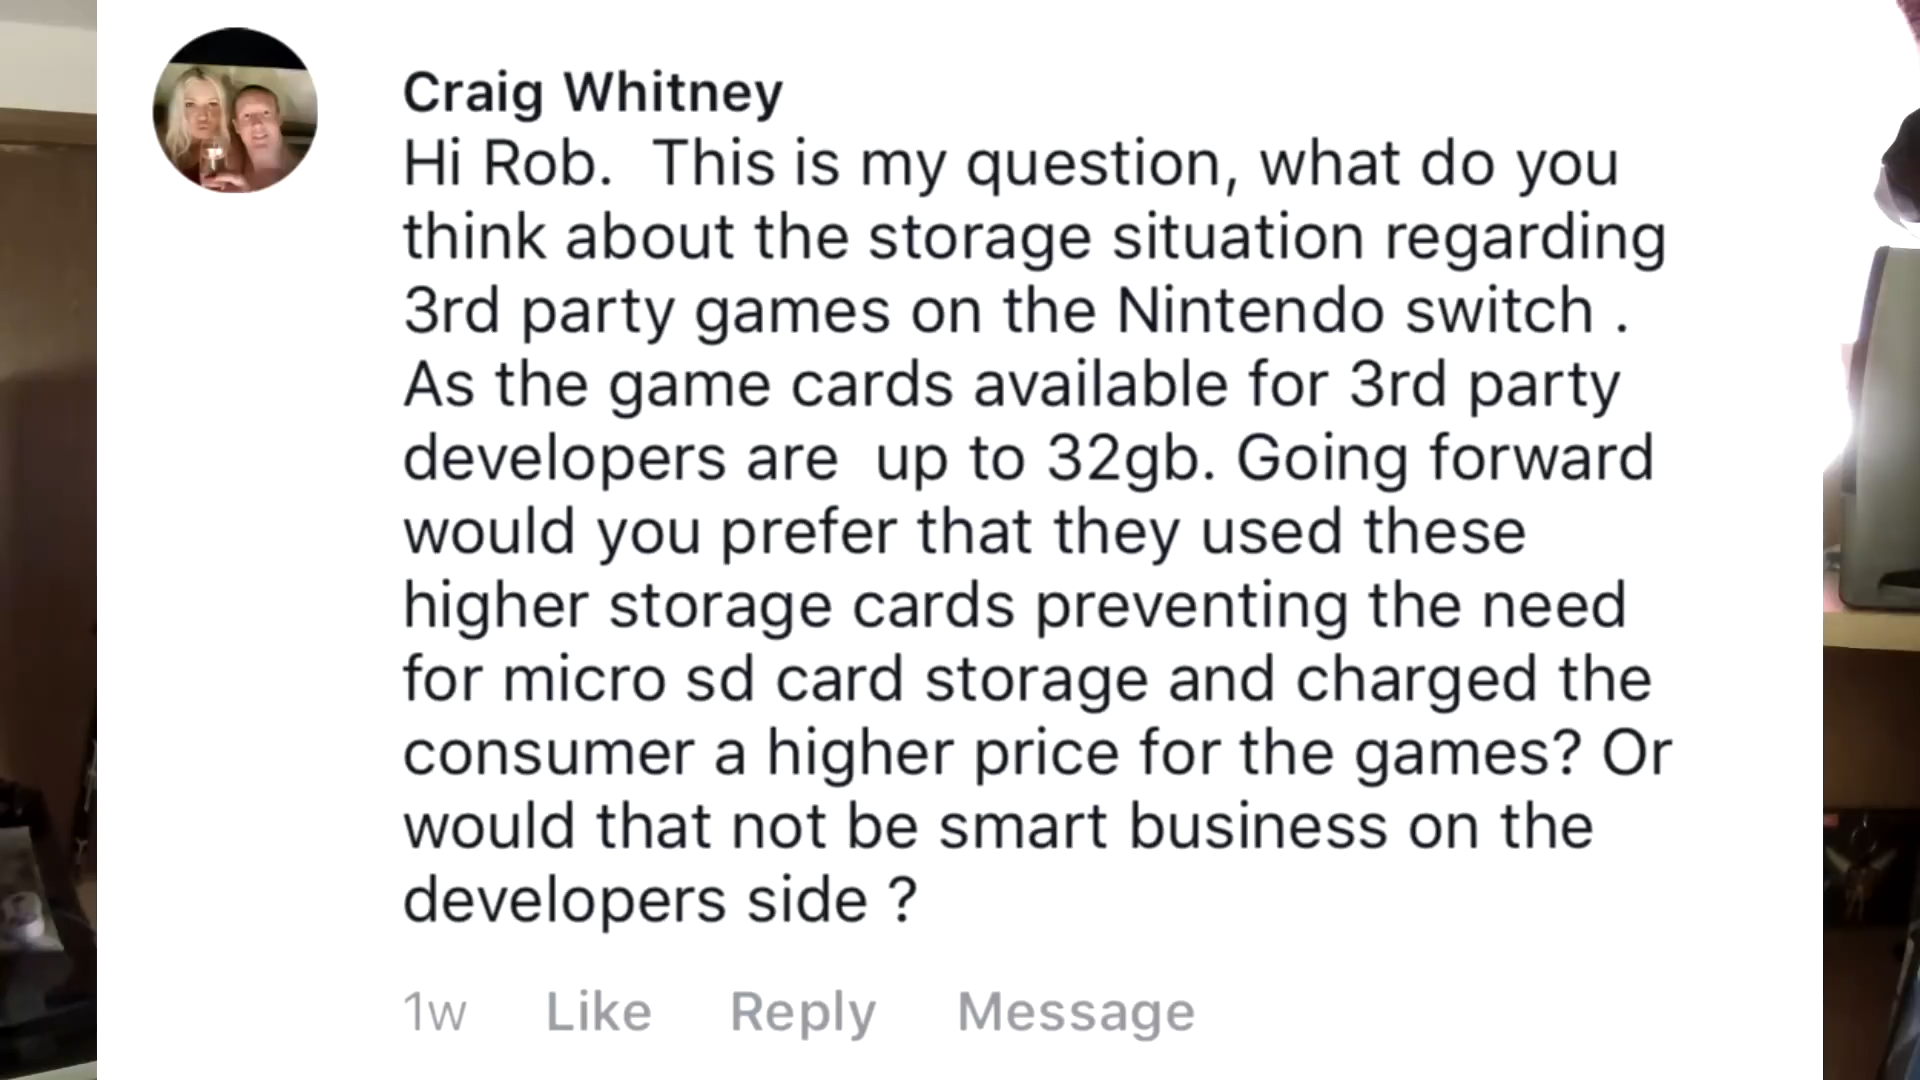 Craig Whitney
Hi Rob.  This is my question, what do you
think about the storage situation regarding
3rd party games on the Nintendo switch .
As the game cards available for 3rd party
developers are  up to 32gb. Going forward
would you prefer that they used these
higher storage cards preventing the need
for micro sd card storage and charged the
consumer a higher price for the games? Or
would that not be smart business on the
developers side ?
1w Like Reply Message